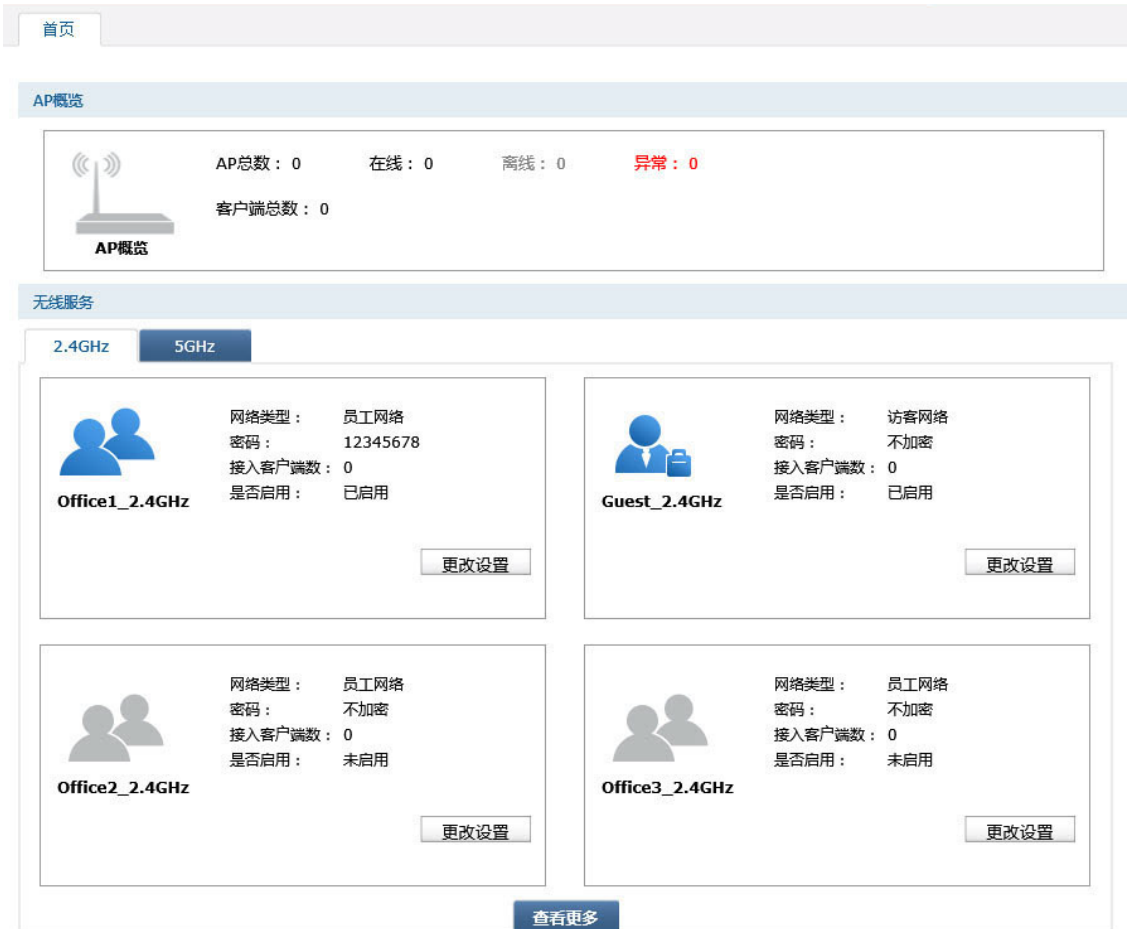 首页
AP概览
AP总数： 0 在线： 0 离线： 0 异常： 0
客户端总数： 0
AP概览
无线服务
2.4GHz 5GHz
网络类型： 员工网络
密码： 12345678
接入客户端数： 0
是否启用： 已启用
Office1_2.4GHz
更改设置
网络类型： 访客网络
密码： 不加密
接入客户端数： 0
是否启用： 已启用
Guest_2.4GHz
更改设置
网络类型： 员工网络
密码： 不加密
接入客户端数： 0
是否启用： 未启用
Office2_2.4GHz
更改设置
网络类型： 员工网络
密码： 不加密
接入客户端数： 0
是否启用： 未启用
Office3_2.4GHz
更改设置
查看更多